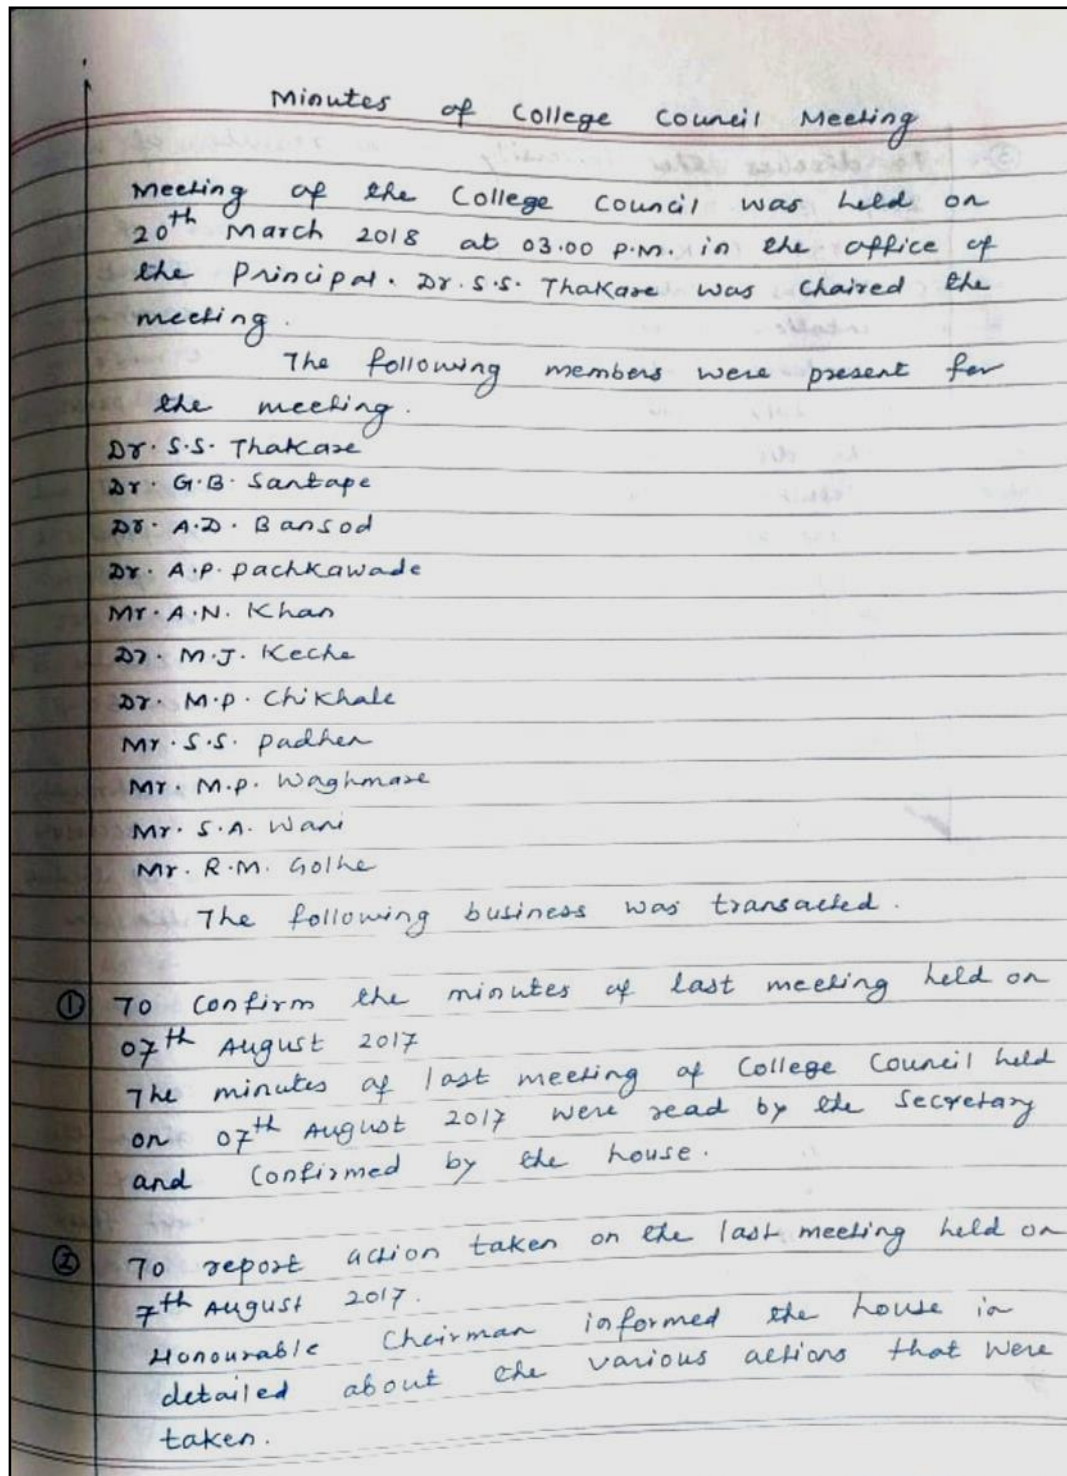 Minutes of College Council Meeting
Meeting of the College Council was held on
20th March 2018 at 03.00 P.M. in the office of
the Principal. Dr. S.S. Thakare was Chaired the
meeting.
The following members were present for
the meeting.
Dr. S.S. Thakare
Dr. G.B. Santape
Dr. A.D. Bansod
Dr. A.P. Pachkawade
Mr. A.N. Khan
Dr. M.J. Keche
Dr. M.P. Chikhale
Mr. S.S. Padhen
Mr. M.P. Waghmare
Mr. S.A. Wani
Mr. R.M. Golhe
The following business was transacted.
① To Confirm the minutes of last meeting held on
07th August 2017
The minutes of last meeting of College Council held
on 07th August 2017 were read by the Secretary
and Confirmed by the house.
② To report action taken on the last meeting held on
7th August 2017.
Honourable Chairman informed the house in
detailed about the various actions that were
taken.